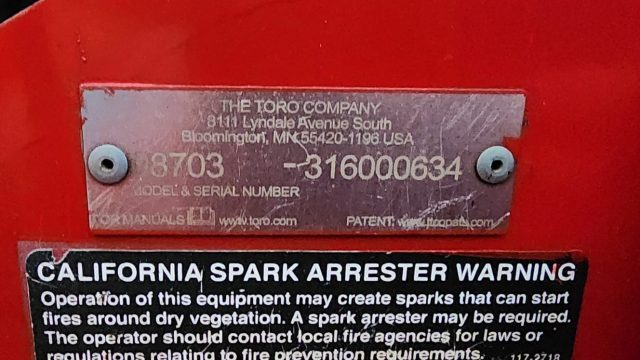 THE TORO COMPANY
8111 Lyndale Avenue South
Bloomington, MN 55420-1196 USA
8703 -316000634
MODEL & SERIAL NUMBER
FOR MANUALS www.toro.com PATENT:
CALIFORNIA SPARK ARRESTER WARNING
Operation of this equipment may create sparks that can start
fires around dry vegetation. A spark arrester may be required.
The operator should contact local fire agencies for laws or
regulations relating to fire prevention requirements. 117-2718